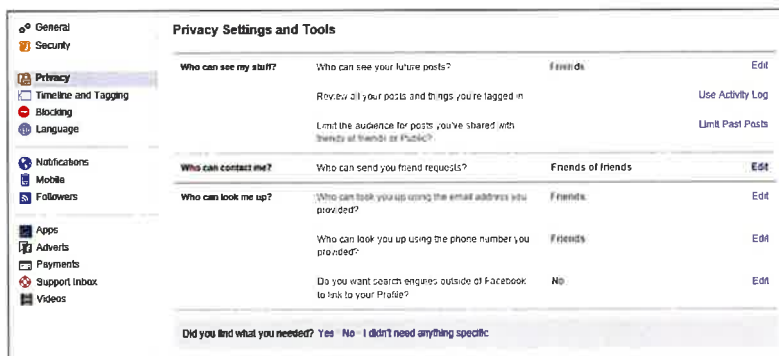 General
Security
Privacy
Timeline and Tagging
Blocking
Language
Notifications
Mobile
Followers
Apps
Adverts
Payments
Support Inbox
Videos
Privacy Settings and Tools
Who can see my stuff? Who can see your future posts? Friends Edit
Review all your posts and things you're tagged in Use Activity Log
Limit the audience for posts you've shared with Limit Past Posts
friends of friends or Public?
Who can contact me? Who can send you friend requests? Friends of friends Edit
Who can look me up? Who can look you up using the email address you Friends Edit
provided?
Who can look you up using the phone number you Friends Edit
provided?
Do you want search engines outside of Facebook No Edit
to link to your Profile?
Did you find what you needed? Yes · No · I didn't need anything specific